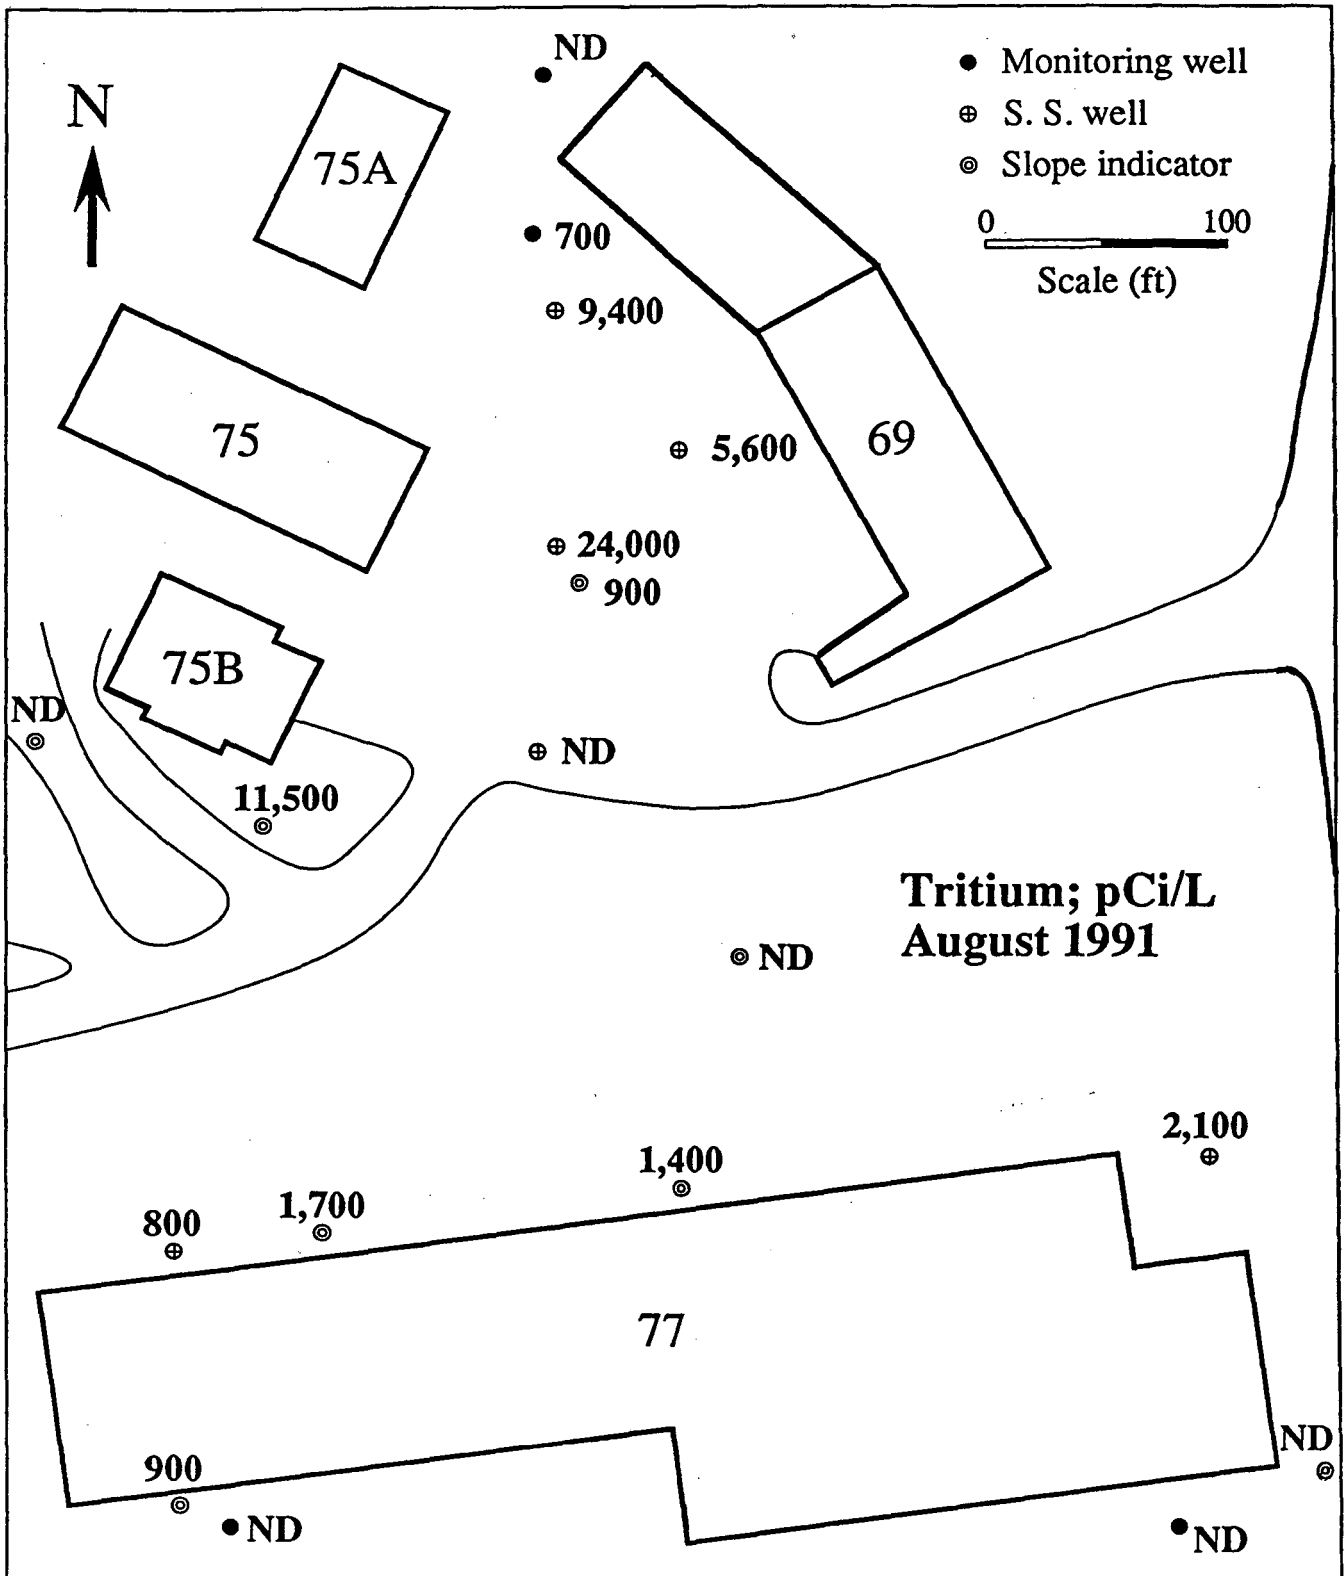 ND
Monitoring well
N
S. S. well
75A
Slope indicator
0 100
700
Scale (ft)
9,400
75
69
5,600
24,000
900
75B
ND
ND
11,500
Tritium; pCi/L
August 1991
ND
2,100
1,400
1,700
800
77
ND
900
ND
ND